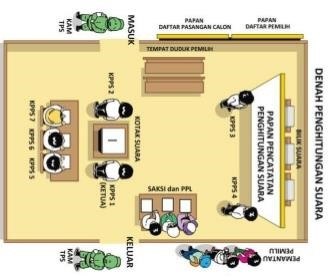 DENAH PENGHITUNGAN SUARA
PAPAN
DAFTAR PASANGAN CALON
PAPAN
DAFTAR PEMILIH
MASUK
KAM
TPS
TEMPAT DUDUK PEMILIH
BILIK SUARA
PAPAN PENCATATAN
PENGHITUNGAN SUARA
KPPS 3
KPPS 4
KPPS 2
KOTAK SUARA
KPPS 1
(KETUA)
KPPS 7
KPPS 6
KPPS 5
SAKSI dan PPL
KELUAR
KAM
TPS
PEMANTAU
PEMILU